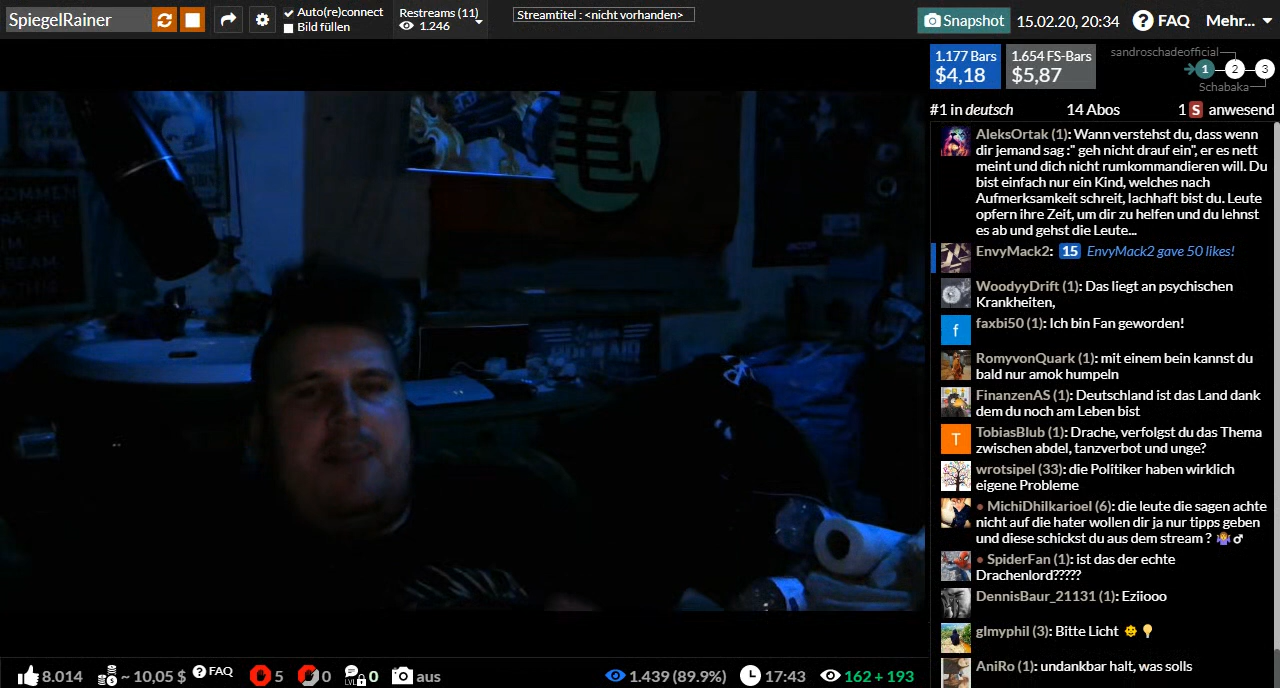 SpiegelRainer
Auto(re)connect
Bild füllen
Restreams (11)
1.246
Streamtitel : <nicht vorhanden>
Snapshot
15.02.20, 20:34
FAQ
Mehr...
1.177 Bars
$4,18
1.654 FS-Bars
$5,87
sandroschadeofficial
1 2 3
Schabaka
#1 in deutsch 14 Abos 1 S anwesend
AleksOrtak (1): Wann verstehst du, dass wenn
dir jemand sag :" geh nicht drauf ein", er es nett
meint und dich nicht rumkommandieren will. Du
bist einfach nur ein Kind, welches nach
Aufmerksamkeit schreit, lachhaft bist du. Leute
opfern ihre Zeit, um dir zu helfen und du lehnst
es ab und gehst die Leute...
EnvyMack2: 15 EnvyMack2 gave 50 likes!
WoodyyDrift (1): Das liegt an psychischen
Krankheiten,
f
faxbi50 (1): Ich bin Fan geworden!
RomyvonQuark (1): mit einem bein kannst du
bald nur amok humpeln
FinanzenAS (1): Deutschland ist das Land dank
dem du noch am Leben bist
T
TobiasBlub (1): Drache, verfolgst du das Thema
zwischen abdel, tanzverbot und unge?
wrotsipel (33): die Politiker haben wirklich
eigene Probleme
MichiDhilkarioel (6): die leute die sagen achte
nicht auf die hater wollen dir ja nur tipps geben
und diese schickst du aus dem stream ? 🤷♂
SpiderFan (1): ist das der echte
Drachenlord?????
DennisBaur_21131 (1): Eziiooo
glmyphil (3): Bitte Licht 🌞💡
AniRo (1): undankbar halt, was solls
8.014
~ 10,05 $
FAQ
5
0
LVL
0
aus
1.439 (89.9%)
17:43
162 + 193